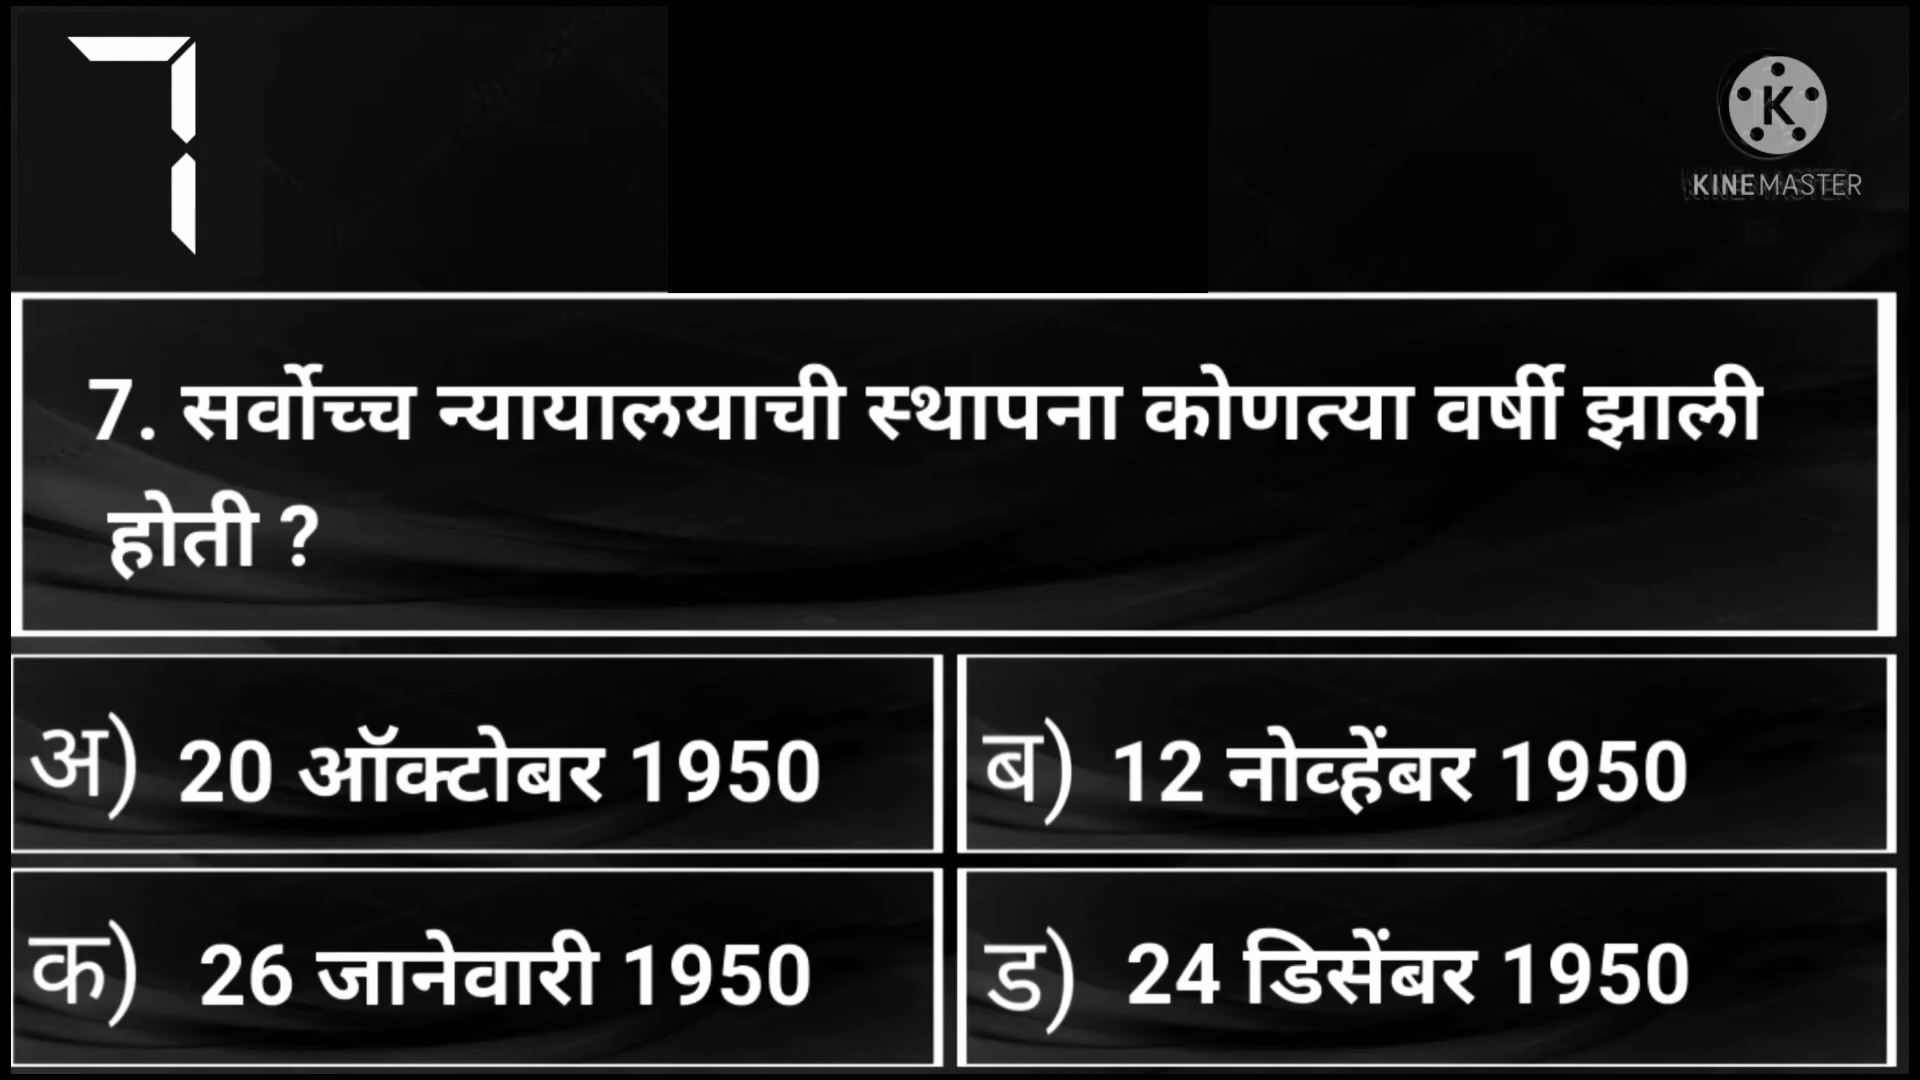 7
KINEMASTER
7. सर्वोच्च न्यायालयाची स्थापना कोणत्या वर्षी झाली
होती ?
अ) 20 ऑक्टोबर 1950
ब) 12 नोव्हेंबर 1950
क) 26 जानेवारी 1950
ड) 24 डिसेंबर 1950